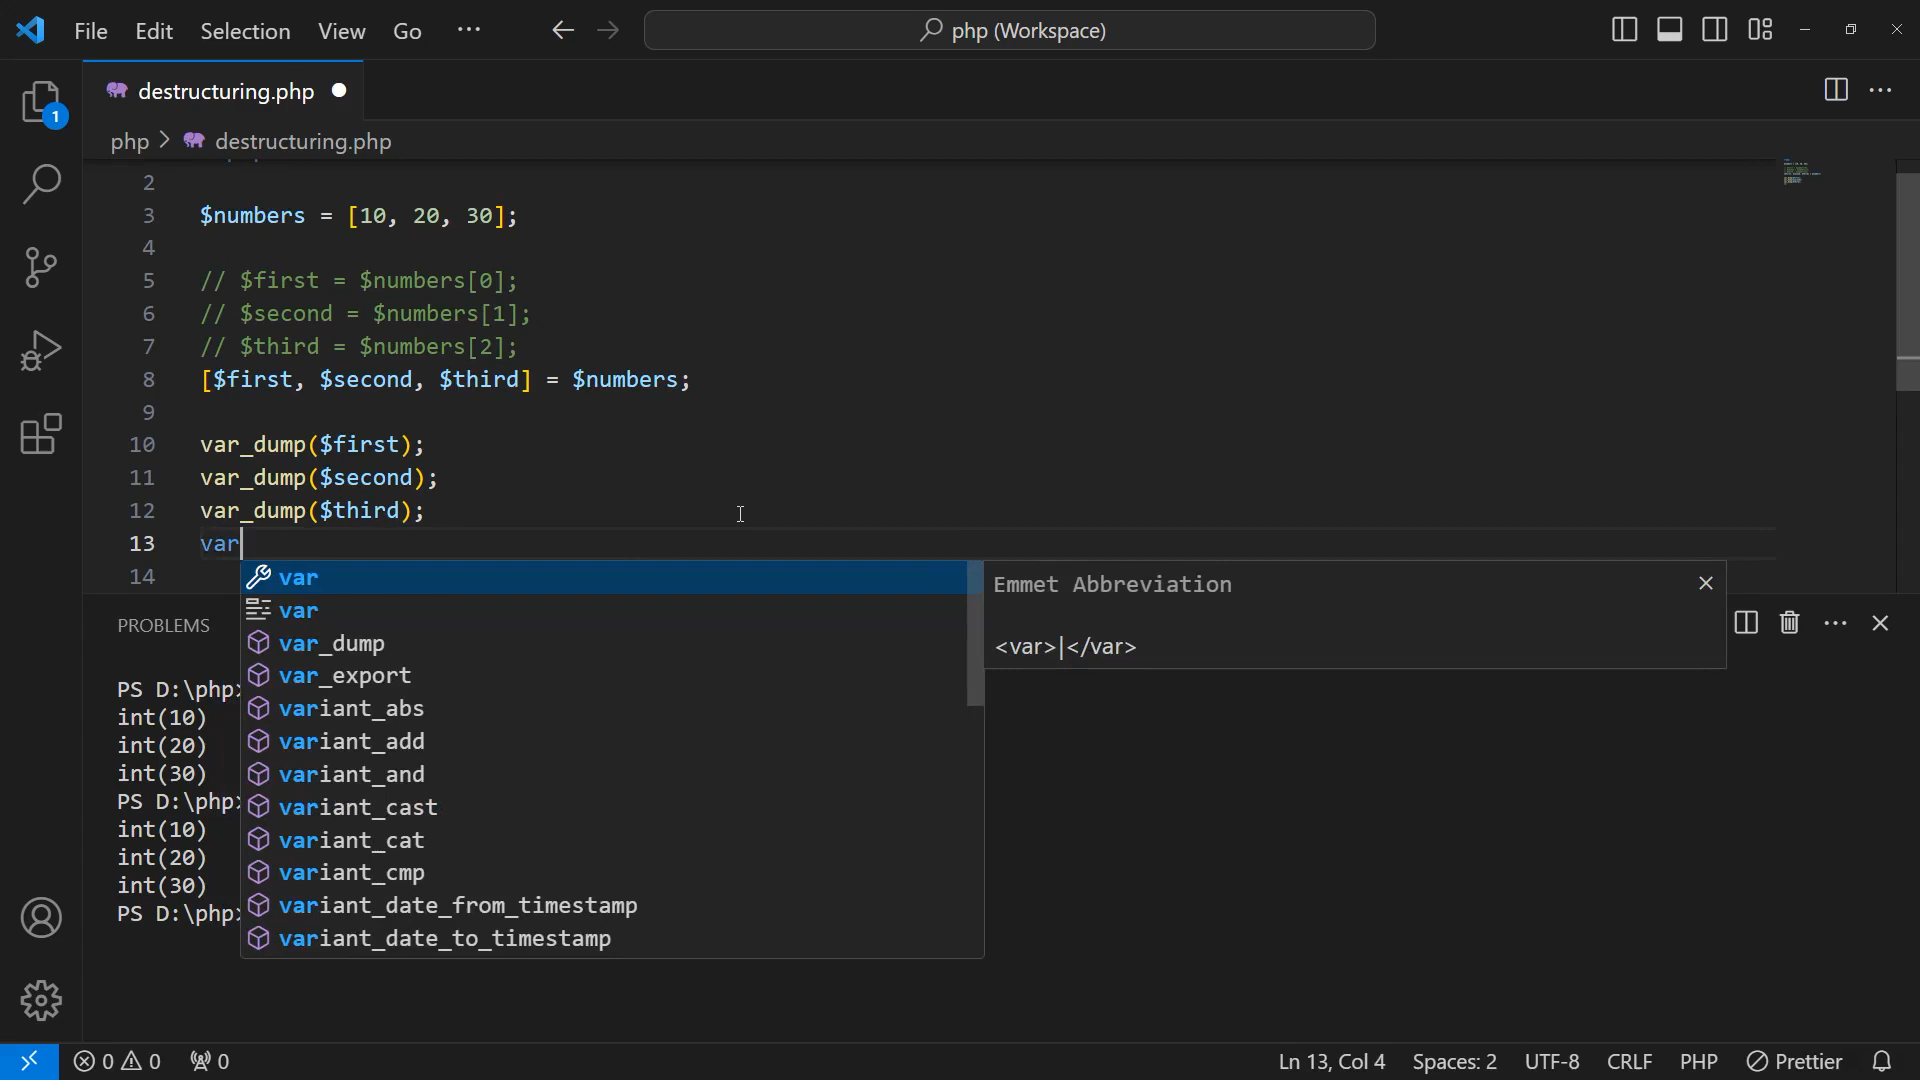 File Edit Selection View Go ··· php (Workspace)
destructuring.php
php > destructuring.php
1
2
3 $numbers = [10, 20, 30];
4
5 // $first = $numbers[0];
6 // $second = $numbers[1];
7 // $third = $numbers[2];
8 [$first, $second, $third] = $numbers;
9
10 var_dump($first);
11 var_dump($second);
12 var_dump($third);
13 var
14
var
var
var_dump
var_export
variant_abs
variant_add
variant_and
variant_cast
variant_cat
variant_cmp
variant_date_from_timestamp
variant_date_to_timestamp
Emmet Abbreviation
<var>|</var>
PROBLEMS
PS D:\php>
int(10)
int(20)
int(30)
PS D:\php>
int(10)
int(20)
int(30)
PS D:\php>
0 0 0 Ln 13, Col 4 Spaces: 2 UTF-8 CRLF PHP Prettier